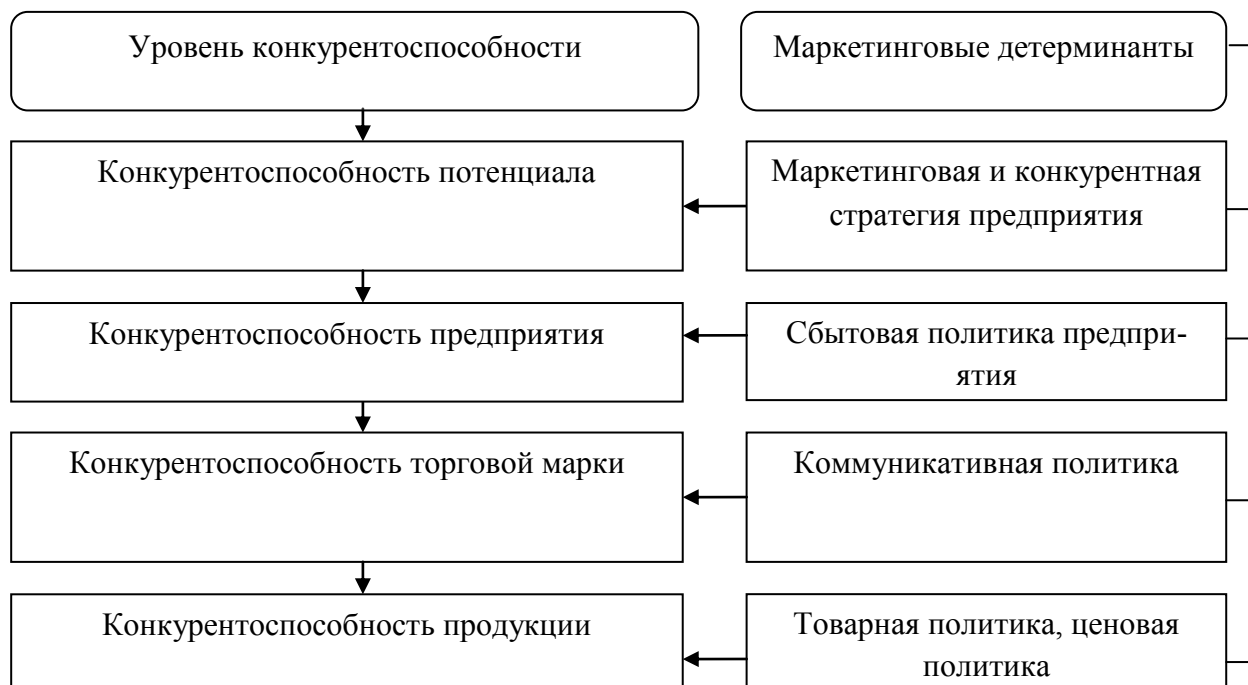 Уровень конкурентоспособности
Маркетинговые детерминанты
Конкурентоспособность потенциала
Маркетинговая и конкурентная
стратегия предприятия
Конкурентоспособность предприятия
Сбытовая политика предпри-
ятия
Конкурентоспособность торговой марки
Коммуникативная политика
Конкурентоспособность продукции
Товарная политика, ценовая
политика